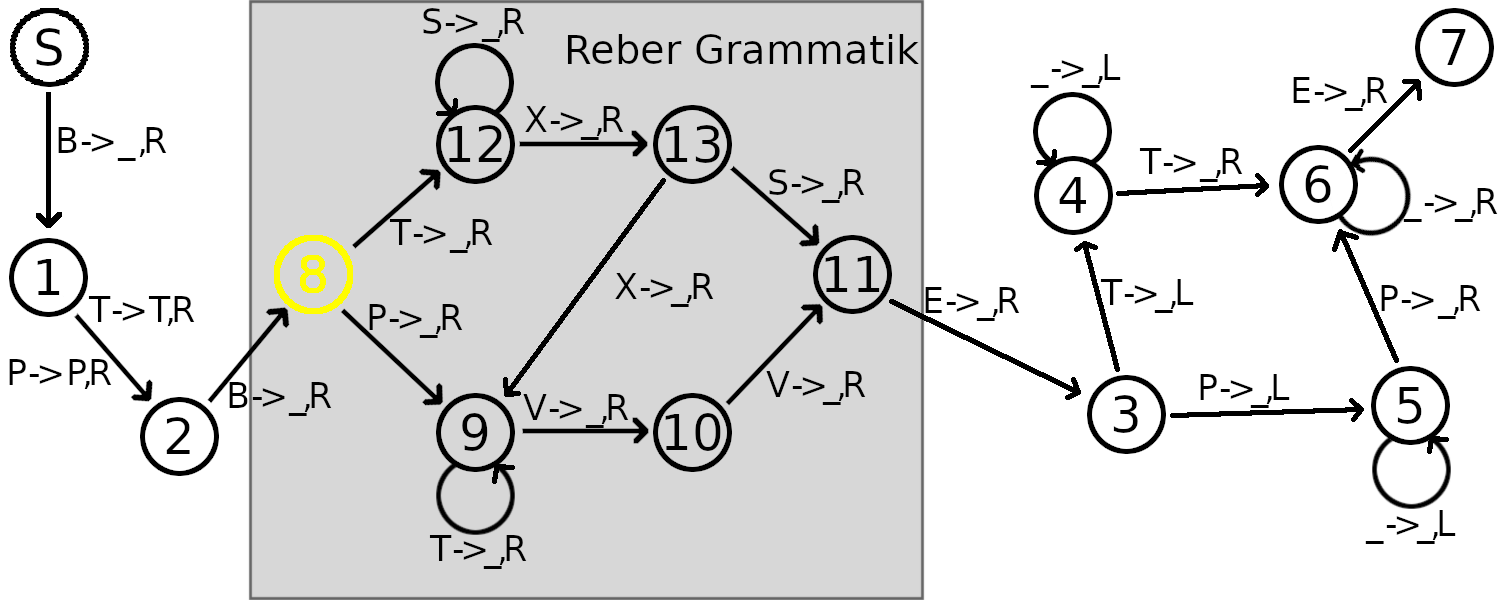 S
B->_,R
1
T->T,R
P->P,R
2
B->_,R
Reber Grammatik
8
T->_,R
P->_,R
S->_,R
12
X->_,R
13
S->_,R
X->_,R
11
9
V->_,R
10
V->_,R
T->_,R
E->_,R
3
T->_,L
P->_,L
_->_,L
4
T->_,R
5
_->_,L
P->_,R
6
_->_,R
E->_,R
7